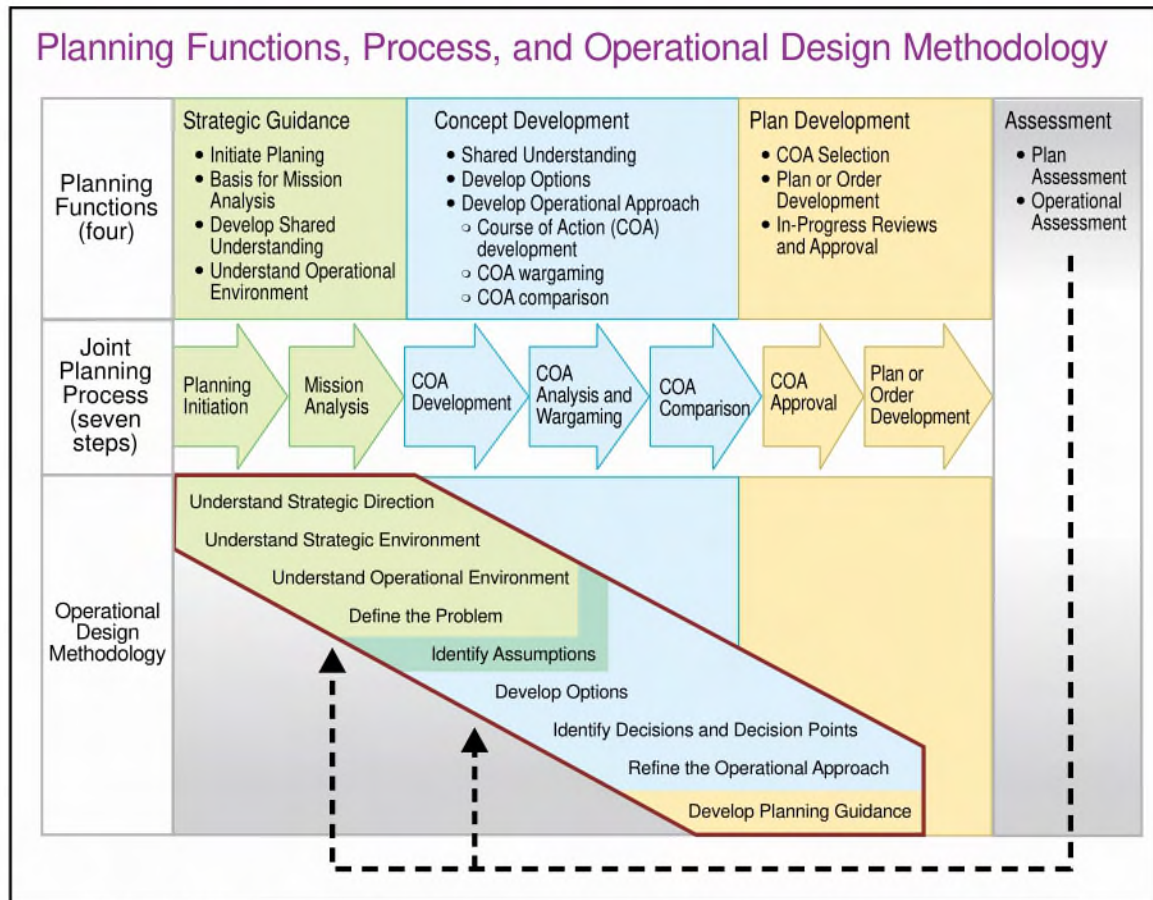 Planning Functions, Process, and Operational Design Methodology
Planning
Functions
(four)
Strategic Guidance
• Initiate Planing
• Basis for Mission
Analysis
• Develop Shared
Understanding
• Understand Operational
Environment
Concept Development
• Shared Understanding
• Develop Options
• Develop Operational Approach
○ Course of Action (COA)
development
○ COA wargaming
○ COA comparison
Plan Development
• COA Selection
• Plan or Order
Development
• In-Progress Reviews
and Approval
Assessment
• Plan
Assessment
• Operational
Assessment
Joint
Planning
Process
(seven
steps)
Planning
Initiation
Mission
Analysis
COA
Development
COA
Analysis and
Wargaming
COA
Comparison
COA
Approval
Plan or
Order
Development
Operational
Design
Methodology
Understand Strategic Direction
Understand Strategic Environment
Understand Operational Environment
Define the Problem
Identify Assumptions
Develop Options
Identify Decisions and Decision Points
Refine the Operational Approach
Develop Planning Guidance